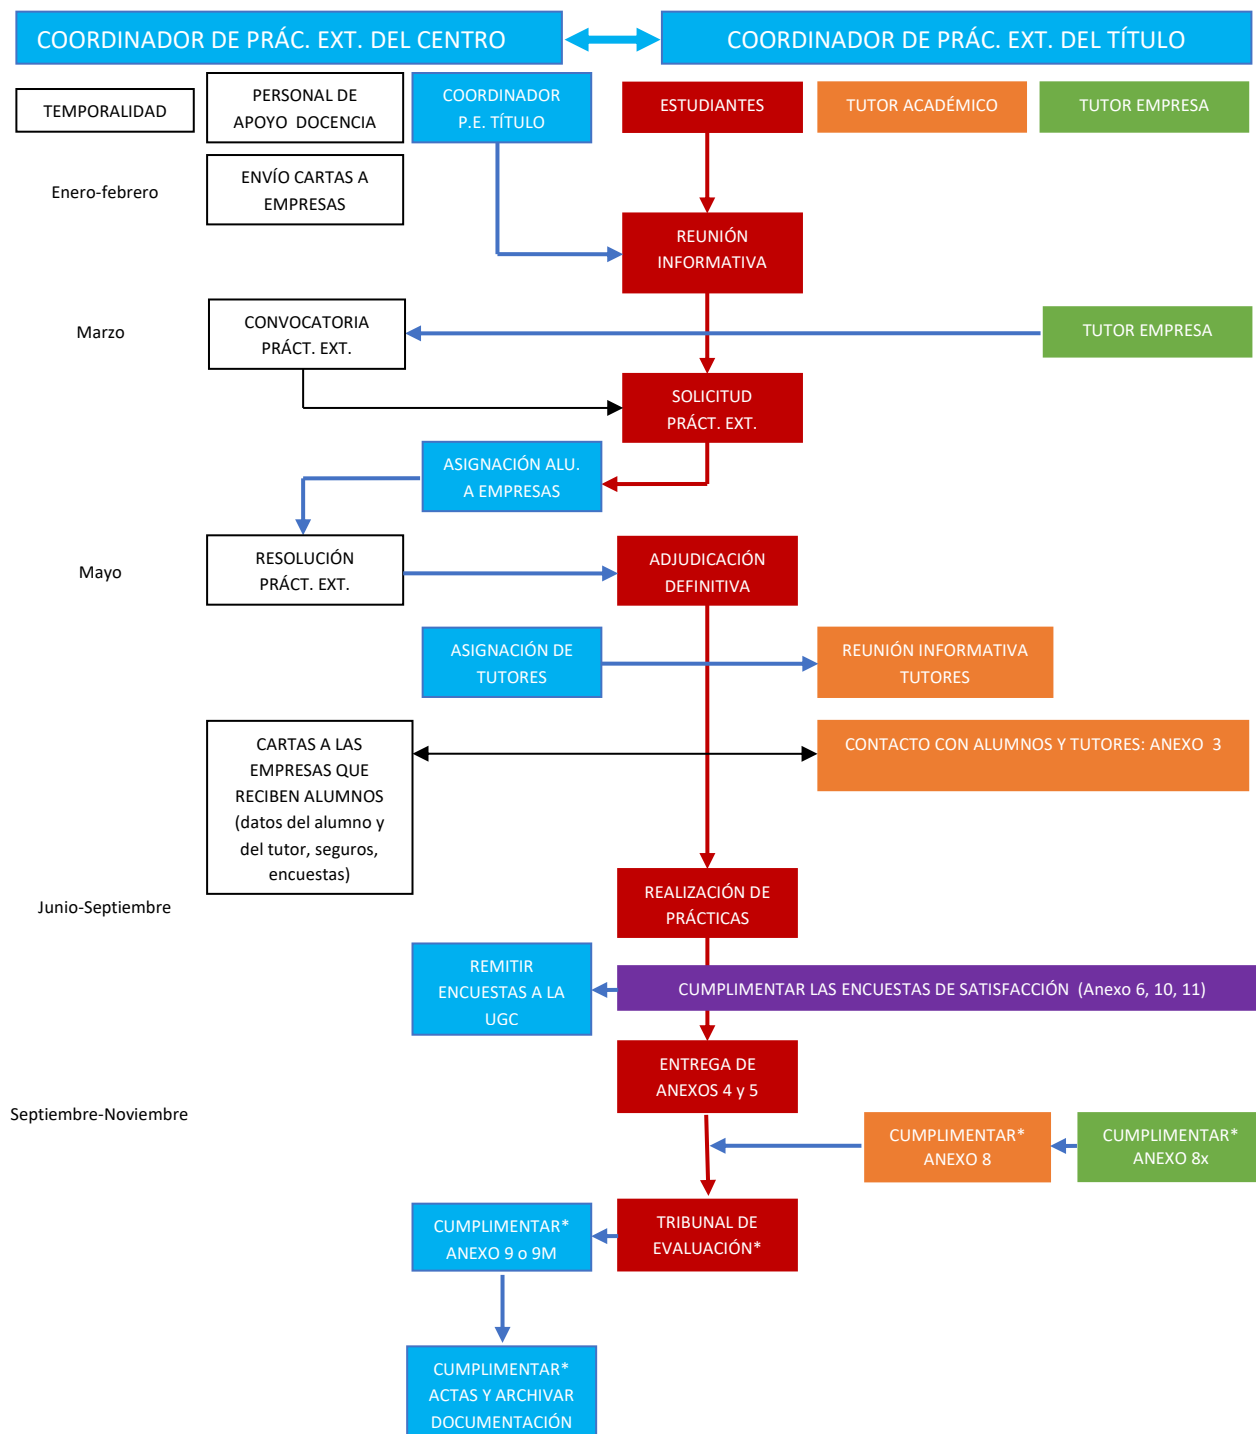 COORDINADOR DE PRÁC. EXT. DEL CENTRO
COORDINADOR DE PRÁC. EXT. DEL TÍTULO
TEMPORALIDAD
PERSONAL DE
APOYO DOCENCIA
COORDINADOR
P.E. TÍTULO
ESTUDIANTES
TUTOR ACADÉMICO
TUTOR EMPRESA
Enero-febrero
ENVÍO CARTAS A
EMPRESAS
REUNIÓN
INFORMATIVA
Marzo
CONVOCATORIA
PRÁCT. EXT.
TUTOR EMPRESA
SOLICITUD
PRÁCT. EXT.
ASIGNACIÓN ALU.
A EMPRESAS
Mayo
RESOLUCIÓN
PRÁCT. EXT.
ADJUDICACIÓN
DEFINITIVA
ASIGNACIÓN DE
TUTORES
REUNIÓN INFORMATIVA
TUTORES
CARTAS A LAS
EMPRESAS QUE
RECIBEN ALUMNOS
(datos del alumno y
del tutor, seguros,
encuestas)
CONTACTO CON ALUMNOS Y TUTORES: ANEXO 3
Junio-Septiembre
REALIZACIÓN DE
PRÁCTICAS
REMITIR
ENCUESTAS A LA
UGC
CUMPLIMENTAR LAS ENCUESTAS DE SATISFACCIÓN (Anexo 6, 10, 11)
ENTREGA DE
ANEXOS 4 y 5
Septiembre-Noviembre
CUMPLIMENTAR*
ANEXO 8
CUMPLIMENTAR*
ANEXO 8x
CUMPLIMENTAR*
ANEXO 9 o 9M
TRIBUNAL DE
EVALUACIÓN*
CUMPLIMENTAR*
ACTAS Y ARCHIVAR
DOCUMENTACIÓN